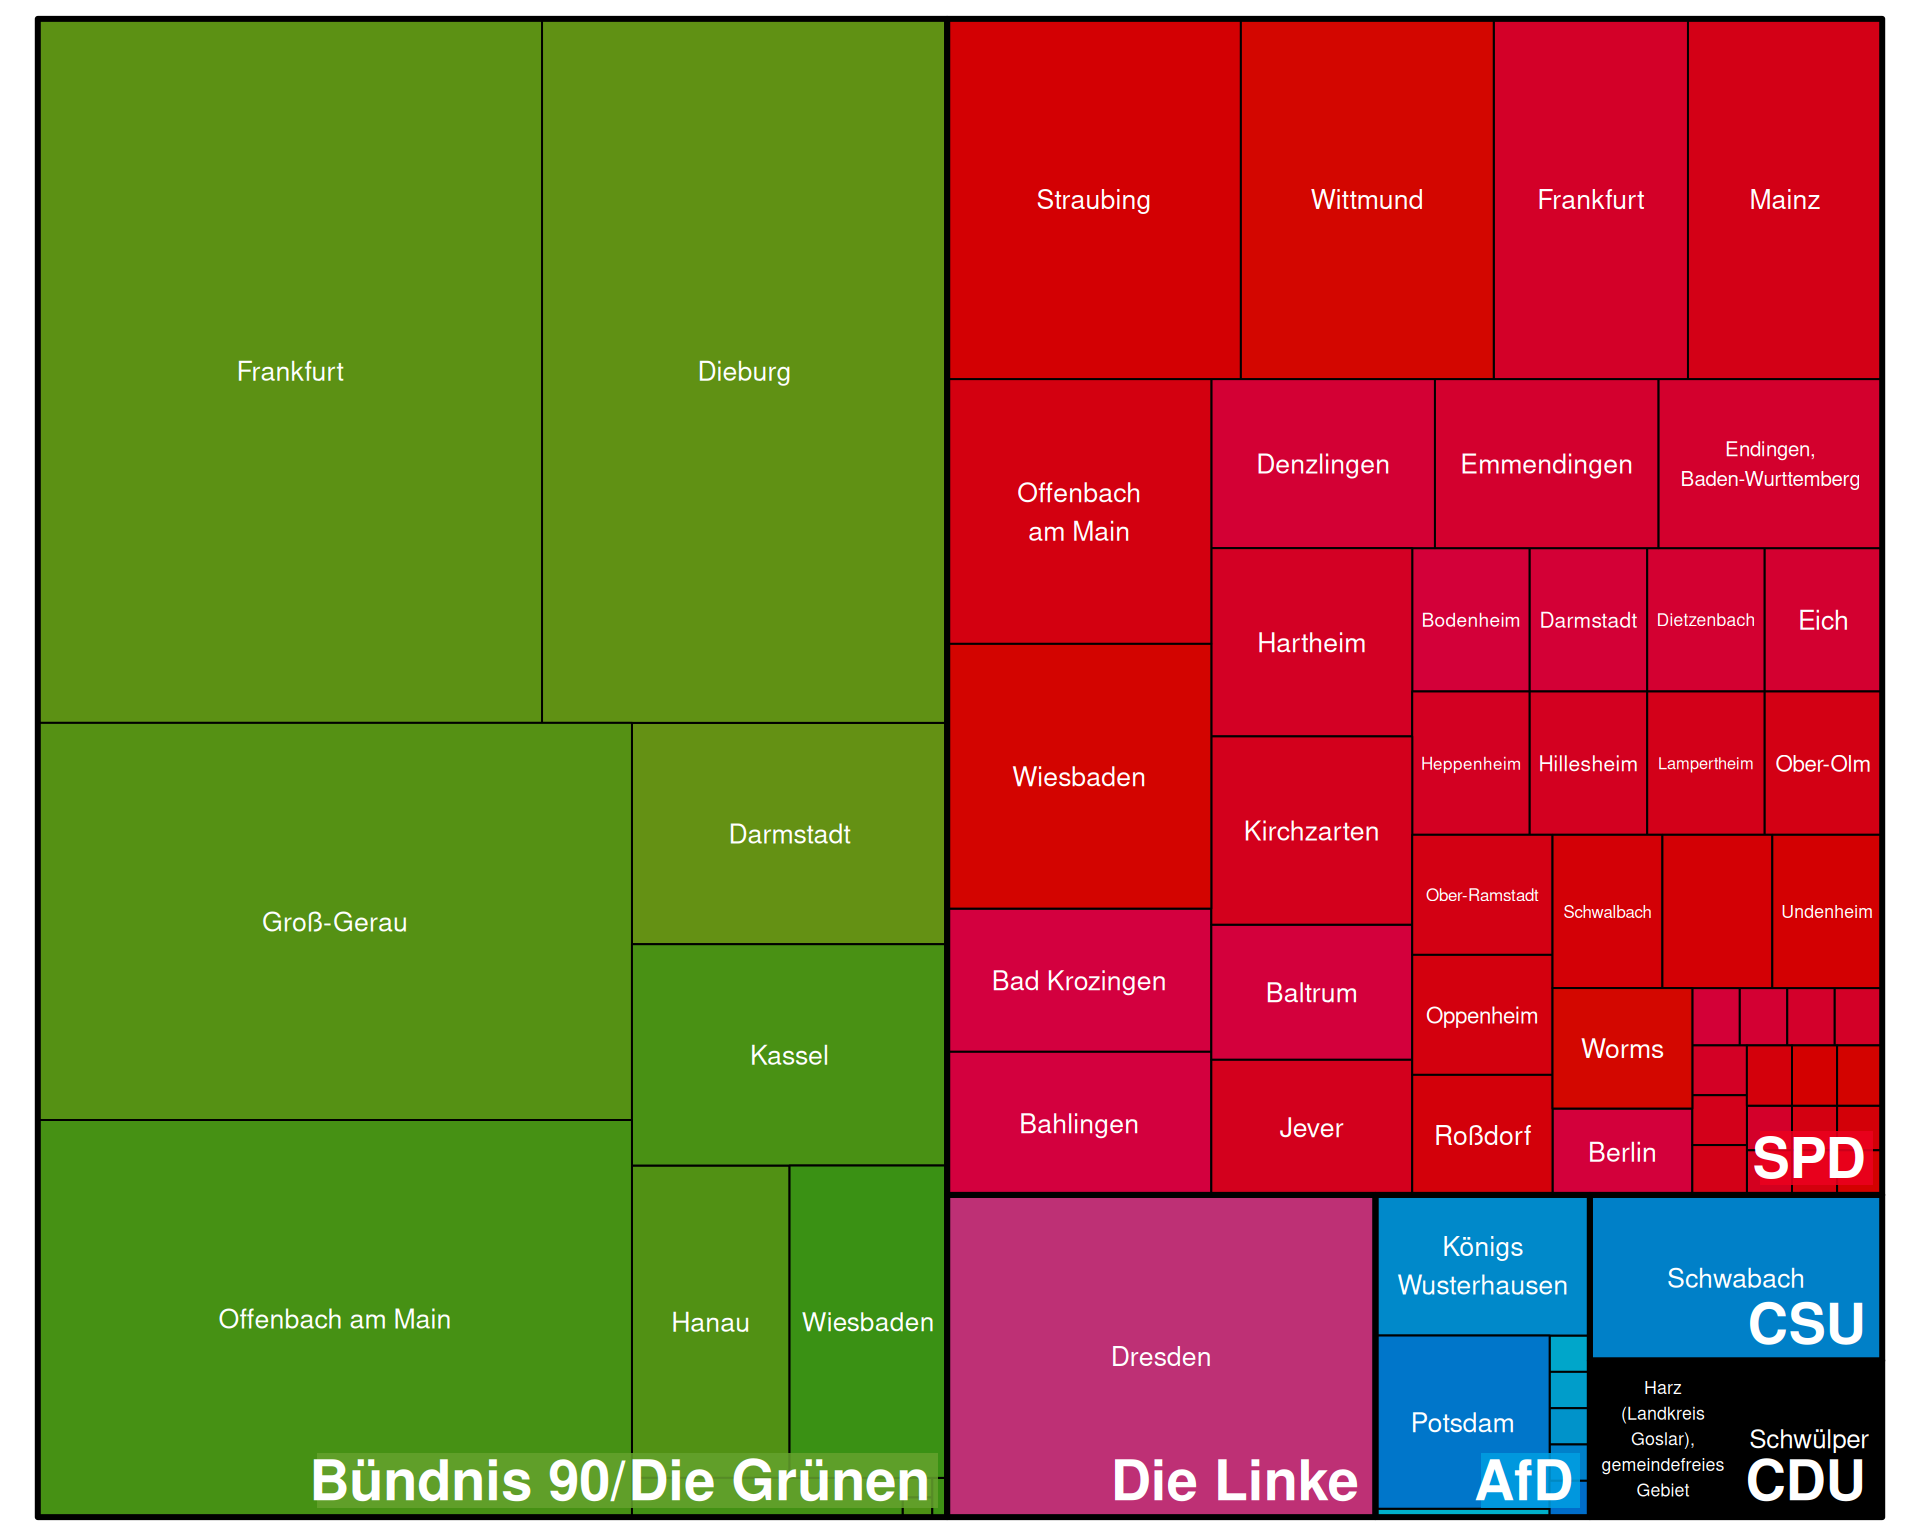 Frankfurt
Dieburg
Groß-Gerau
Darmstadt
Kassel
Offenbach am Main
Hanau
Wiesbaden
Bündnis 90/Die Grünen
Straubing
Wittmund
Frankfurt
Mainz
Offenbach
am Main
Denzlingen
Emmendingen
Endingen,
Baden-Wurttemberg
Wiesbaden
Hartheim
Bodenheim
Darmstadt
Dietzenbach
Eich
Kirchzarten
Heppenheim
Hillesheim
Lampertheim
Ober-Olm
Ober-Ramstadt
Schwalbach
Undenheim
Bad Krozingen
Baltrum
Oppenheim
Worms
Bahlingen
Jever
Roßdorf
Berlin
SPD
Dresden
Die Linke
Königs
Wusterhausen
Potsdam
AfD
Schwabach
CSU
Harz
(Landkreis
Goslar),
gemeindefreies
Gebiet
Schwülper
CDU